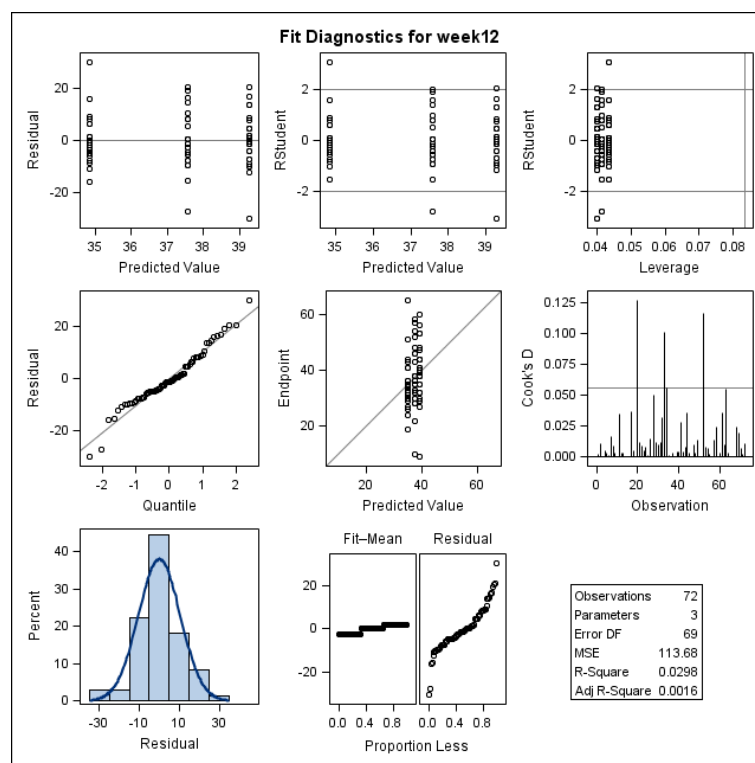 Fit Diagnostics for week12
Residual
20
0
-20
35 36 37 38 39
Predicted Value
RStudent
2
0
-2
35 36 37 38 39
Predicted Value
RStudent
2
0
-2
0.04 0.05 0.06 0.07 0.08
Leverage
Residual
20
0
-20
-2 -1 0 1 2
Quantile
Endpoint
60
40
20
20 40 60
Predicted Value
Cook's D
0.125
0.100
0.075
0.050
0.025
0.000
0 20 40 60
Observation
Percent
40
30
20
10
0
-30 -10 10 30
Residual
Fit–Mean Residual
20
0
-20
0.0 0.4 0.8 0.0 0.4 0.8
Proportion Less
Observations 72
Parameters 3
Error DF 69
MSE 113.68
R-Square 0.0298
Adj R-Square 0.0016